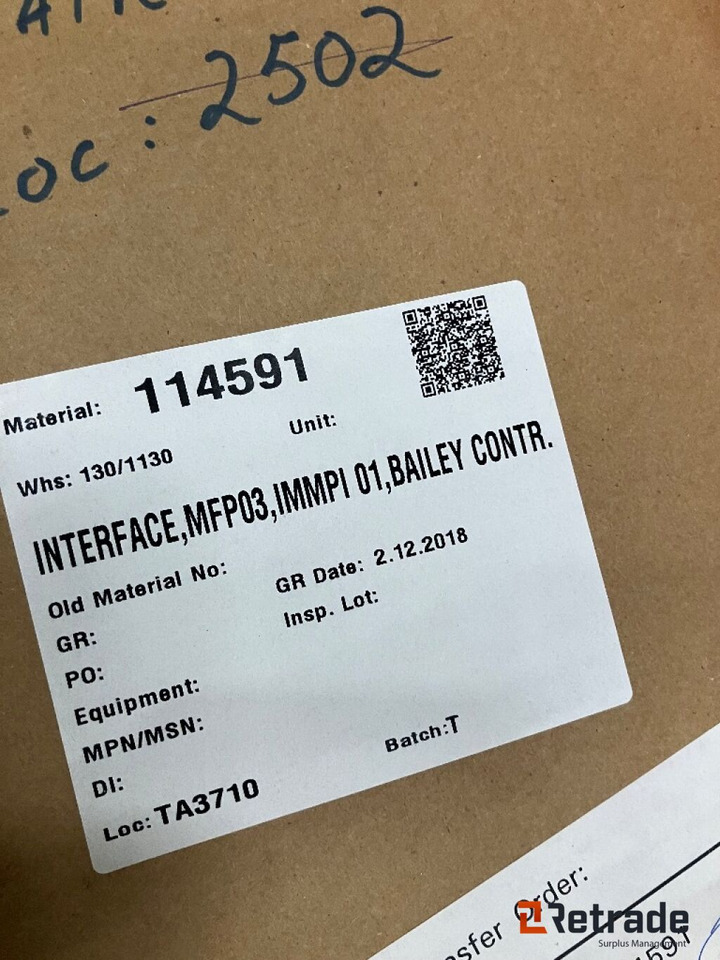 Loc: 2502
Material: 114591
Unit:
Whs: 130/1130
INTERFACE,MFP03,IMMPI 01,BAILEY CONTR.
Old Material No:
GR Date: 2.12.2018
GR:
Insp. Lot:
PO:
Equipment:
MPN/MSN:
Batch:T
DI:
Loc: TA3710
Order:
Retrade
Surplus Management